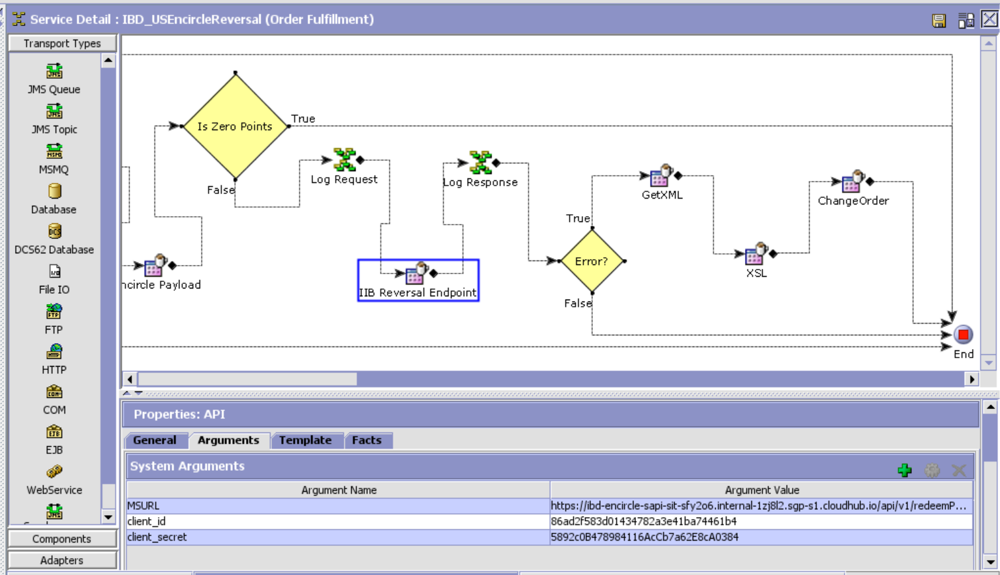 Service Detail : IBD_USEncircleReversal (Order Fulfillment)
Transport Types
JMS Queue
JMS Topic
MSMQ
Database
DCS62 Database
File IO
FTP
HTTP
COM
EJB
WebService
Components
Adapters
Is Zero Points
True
False
Log Request
Log Response
ncircle Payload
IIB Reversal Endpoint
Error?
True
False
GetXML
XSL
ChangeOrder
End
Properties: API
General Arguments Template Facts
System Arguments
Argument Name Argument Value
MSURL https://ibd-encircle-sapi-sit-sfy2o6.internal-1zj8l2.sgp-s1.cloudhub.io/api/v1/redeemP...
client_id 86ad2f583d01434782a3e41ba74461b4
client_secret 5892c0B478984116AcCb7a62E8cA0384